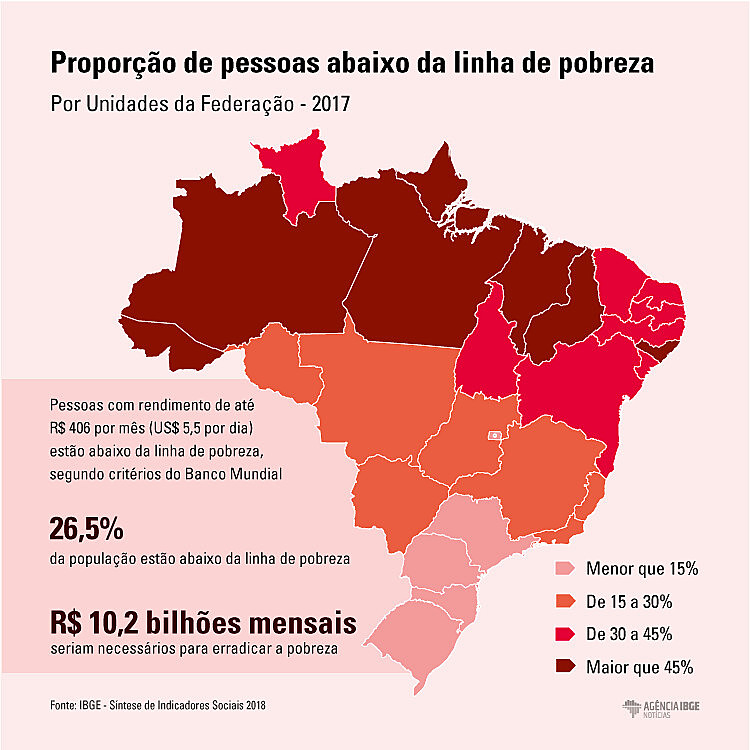 Proporção de pessoas abaixo da linha de pobreza
Por Unidades da Federação - 2017
Pessoas com rendimento de até
R$ 406 por mês (US$ 5,5 por dia)
estão abaixo da linha de pobreza,
segundo critérios do Banco Mundial
26,5%
da população estão abaixo da linha de pobreza
R$ 10,2 bilhões mensais
seriam necessários para erradicar a pobreza
Menor que 15%
De 15 a 30%
De 30 a 45%
Maior que 45%
Fonte: IBGE - Síntese de Indicadores Sociais 2018
AGÊNCIA IBGE
NOTÍCIAS